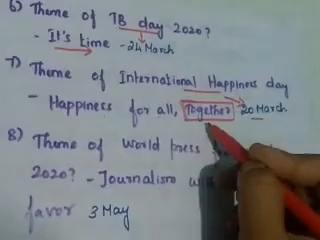 6) Theme of TB day 2020?
- It's time - 24 March
7) Theme of International Happiness day
- Happiness for all, Together 20 March
8) Theme of World press
2020? - Journalism
favor 3 May